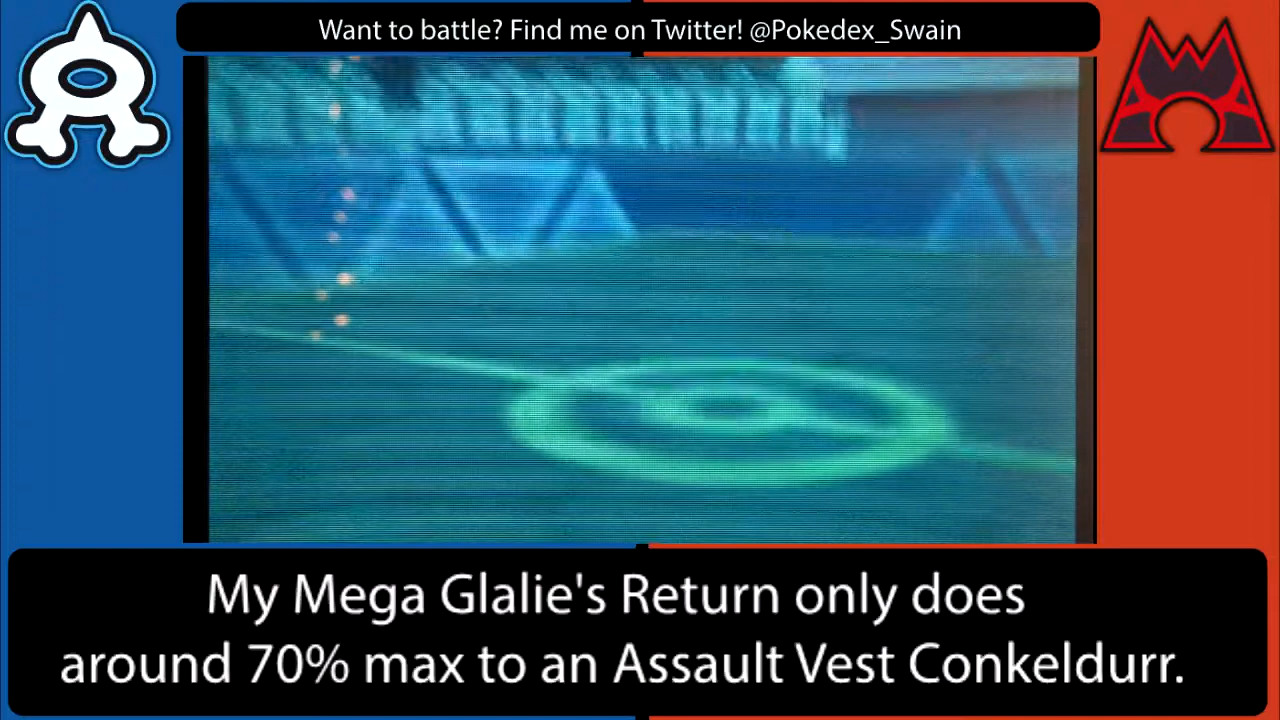 Want to battle? Find me on Twitter! @Pokedex_Swain
My Mega Glalie's Return only does
around 70% max to an Assault Vest Conkeldurr.